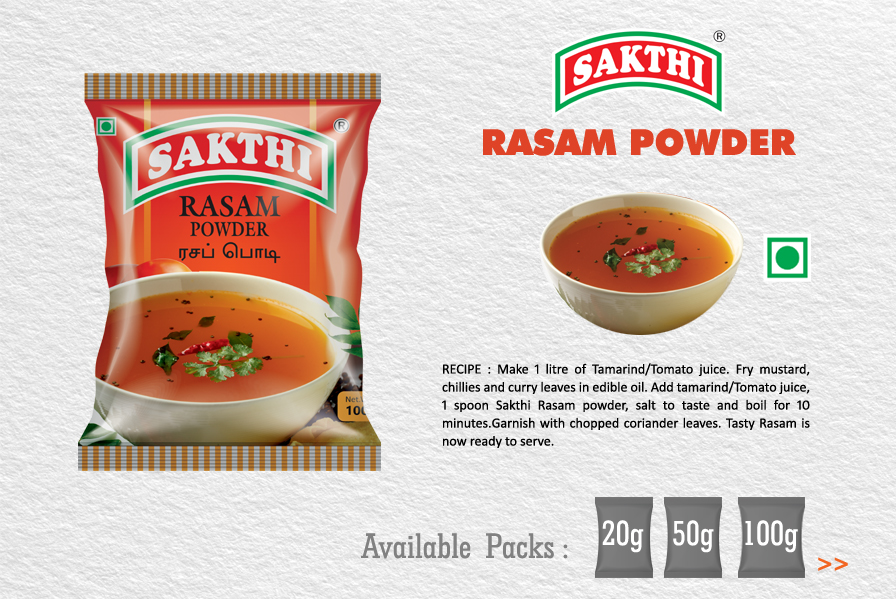 SAKTHI
®
RASAM
POWDER
ரசப் பொடி
Net.
100
SAKTHI
®
RASAM POWDER
RECIPE : Make 1 litre of Tamarind/Tomato juice. Fry mustard,
chillies and curry leaves in edible oil. Add tamarind/Tomato juice,
1 spoon Sakthi Rasam powder, salt to taste and boil for 10
minutes.Garnish with chopped coriander leaves. Tasty Rasam is
now ready to serve.
Available Packs :
20g
50g
100g
>>